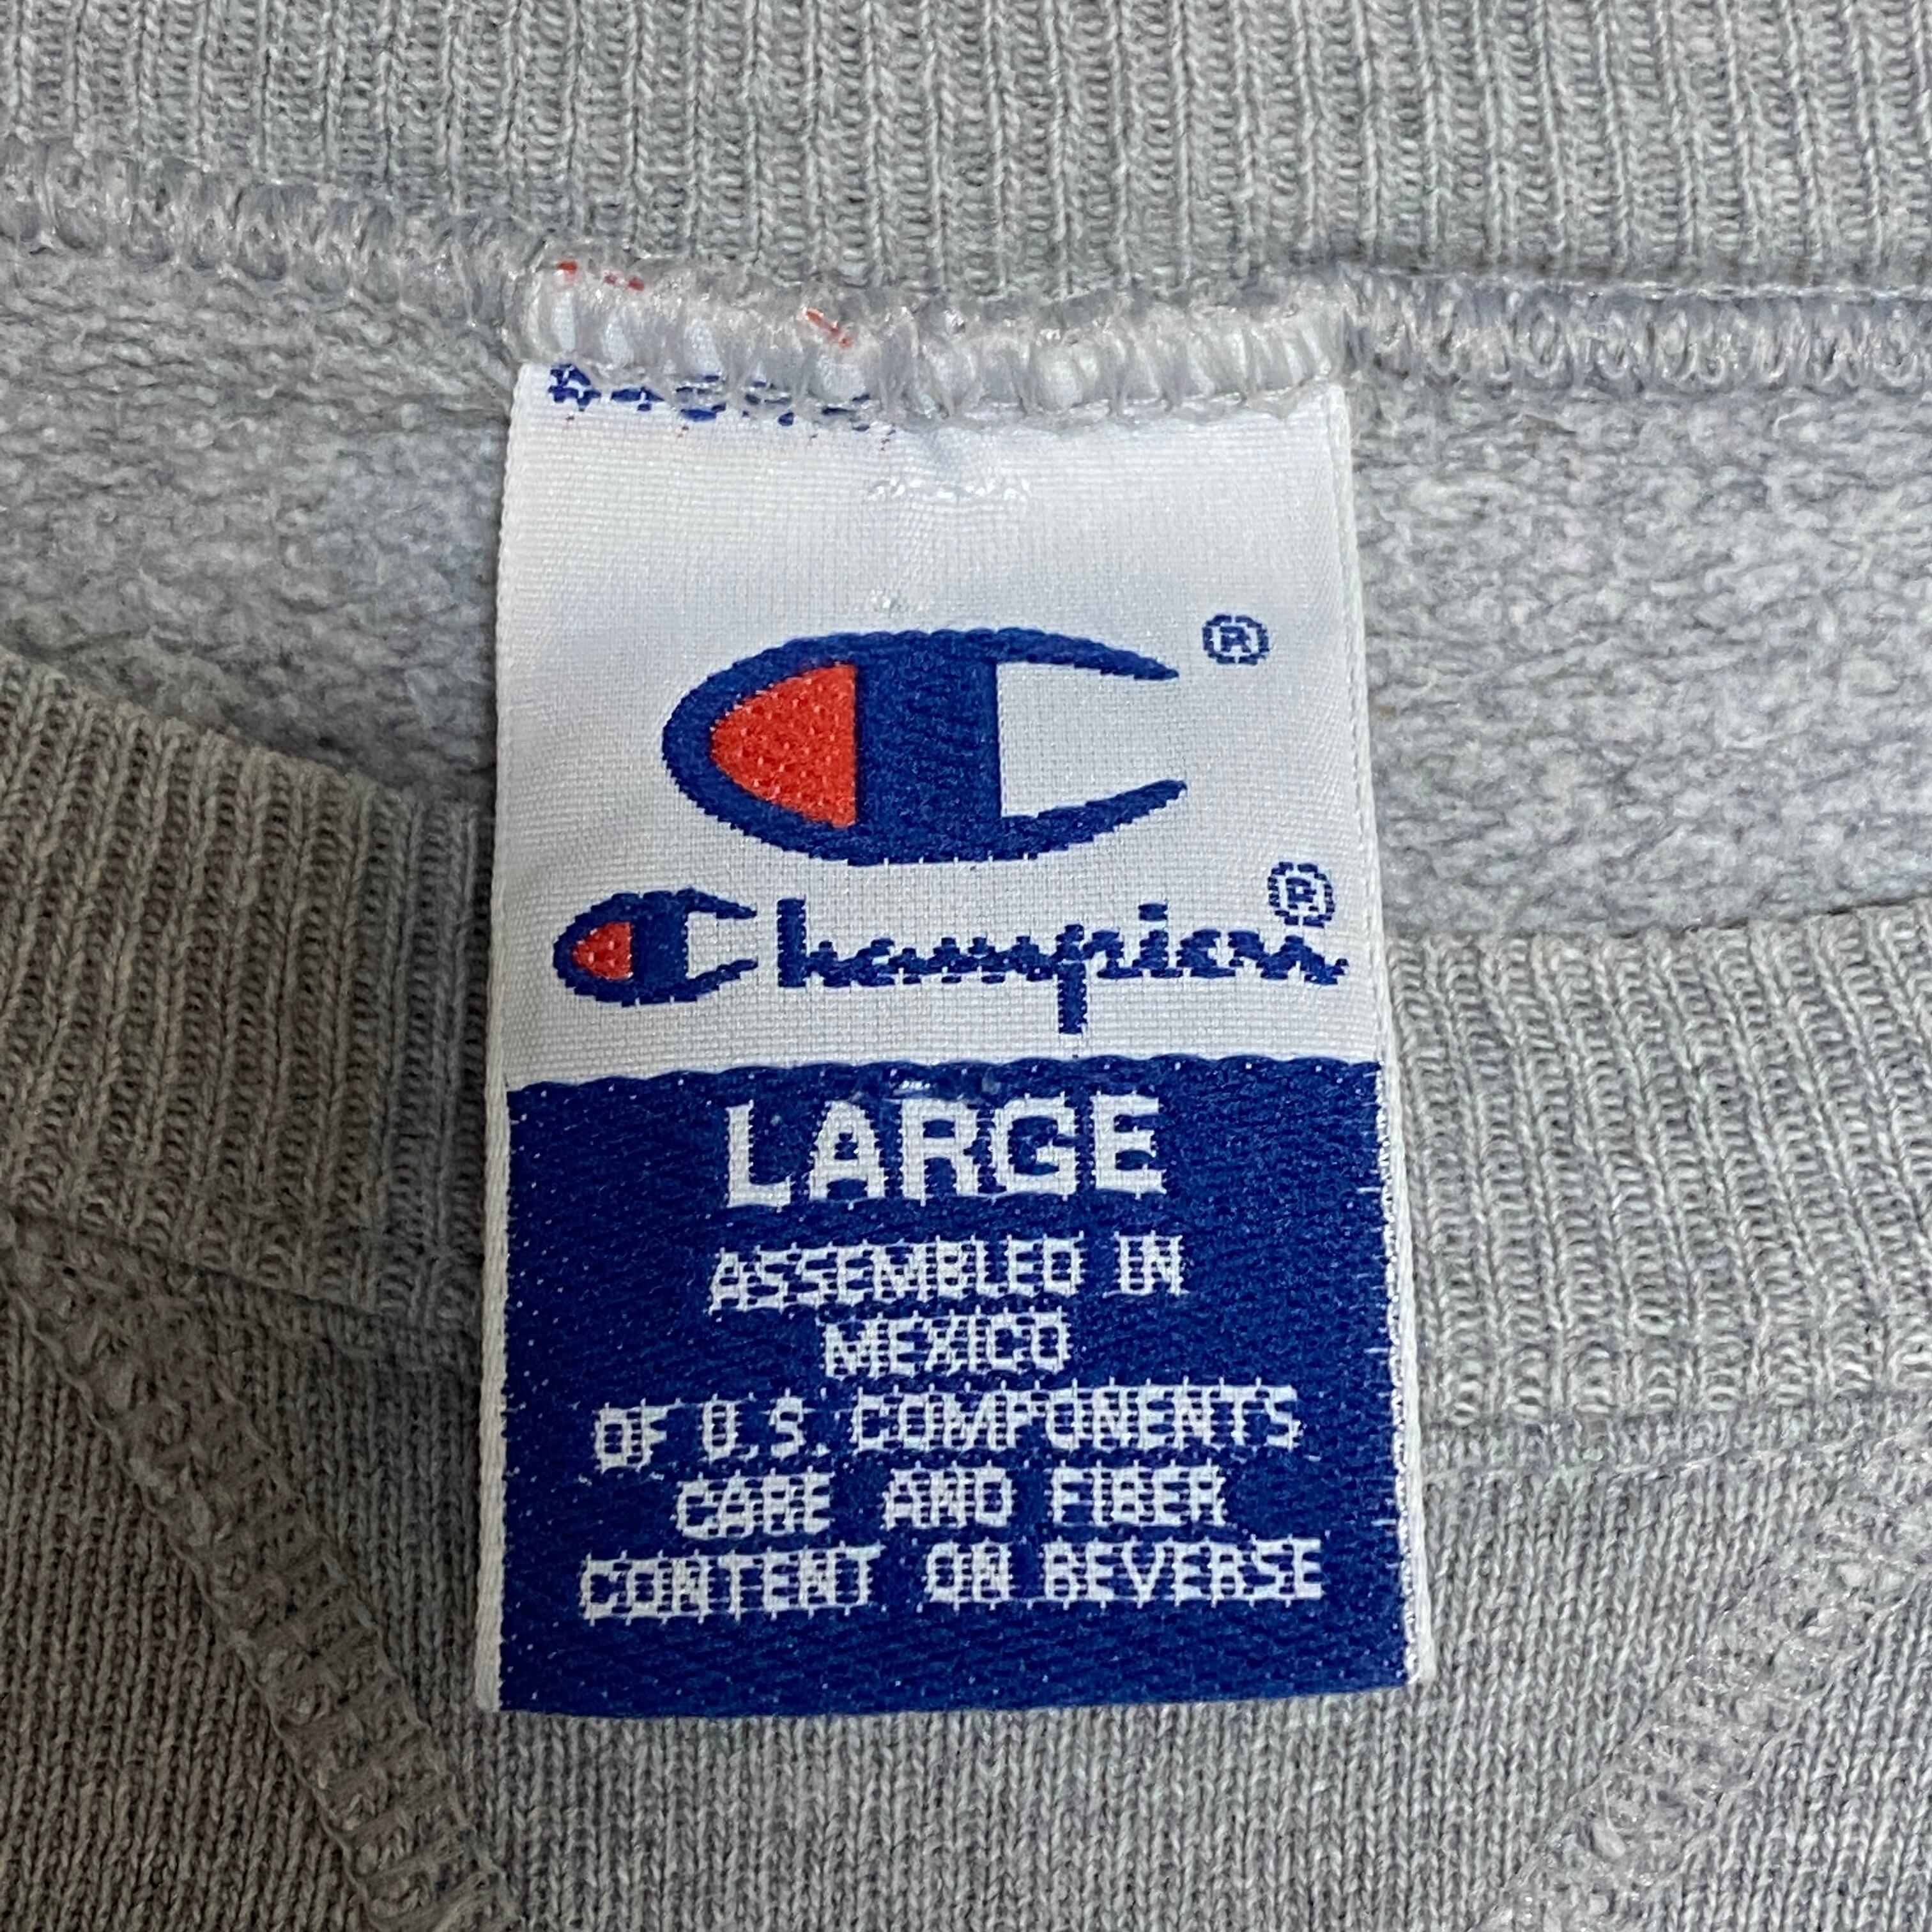 ®
Champion®
LARGE
ASSEMBLED IN
MEXICO
OF U.S. COMPONENTS
CARE AND FIBER
CONTENT ON REVERSE